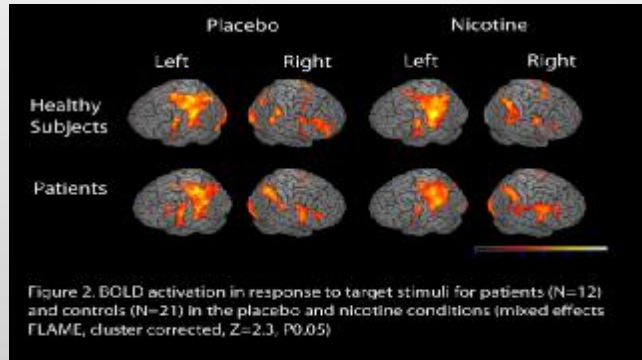 Placebo Nicotine
Left Right Left Right
Healthy
Subjects
Patients
Figure 2. BOLD activation in response to target stimuli for patients (N=12)
and controls (N=21) in the placebo and nicotine conditions (mixed effects
FLAME, cluster corrected, Z=2.3, P0.05)